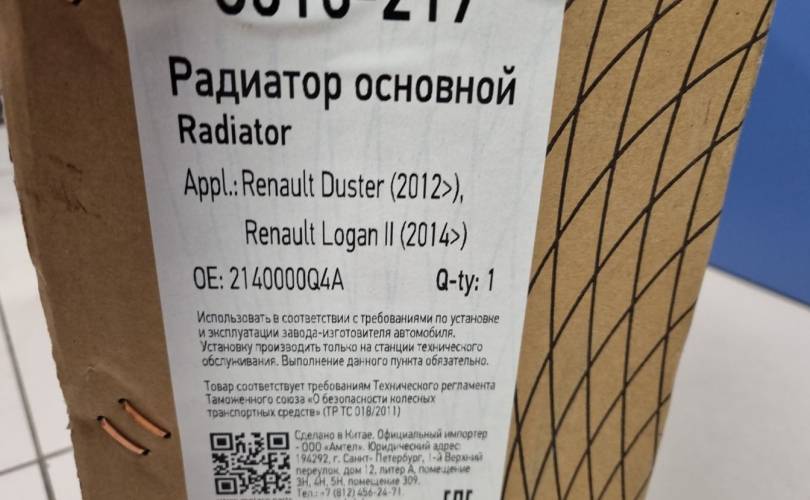 Радиатор основной
Radiator
Appl.: Renault Duster (2012>),
Renault Logan II (2014>)
OE: 2140000Q4A Q-ty: 1
Использовать в соответствии с требованиями по установке
и эксплуатации завода-изготовителя автомобиля.
Установку производить только на станции технического
обслуживания. Выполнение данного пункта обязательно.
Товар соответствует требованиям Технического регламента
Таможенного союза «О безопасности колесных
транспортных средств» (ТР ТС 018/2011)
Сделано в Китае. Официальный импортер
- ООО «Амтел». Юридический адрес:
194292, г. Санкт-Петербург, 1-й Верхний
переулок, дом 12, литер А, помещение
3Н, 4Н, 5Н, помещение 309.
Тел.: +7 (812) 456-24-71.